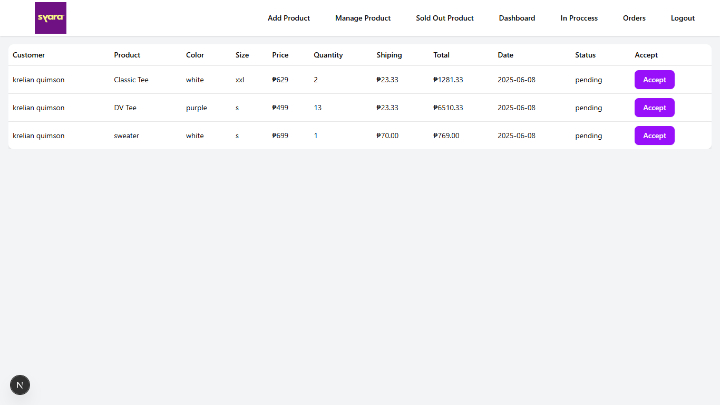 syara
Add Product Manage Product Sold Out Product Dashboard In Proccess Orders Logout
Customer Product Color Size Price Quantity Shiping Total Date Status Accept
krelian quimson Classic Tee white xxl ₱629 2 ₱23.33 ₱1281.33 2025-06-08 pending Accept
krelian quimson DV Tee purple s ₱499 13 ₱23.33 ₱6510.33 2025-06-08 pending Accept
krelian quimson sweater white s ₱699 1 ₱70.00 ₱769.00 2025-06-08 pending Accept
N